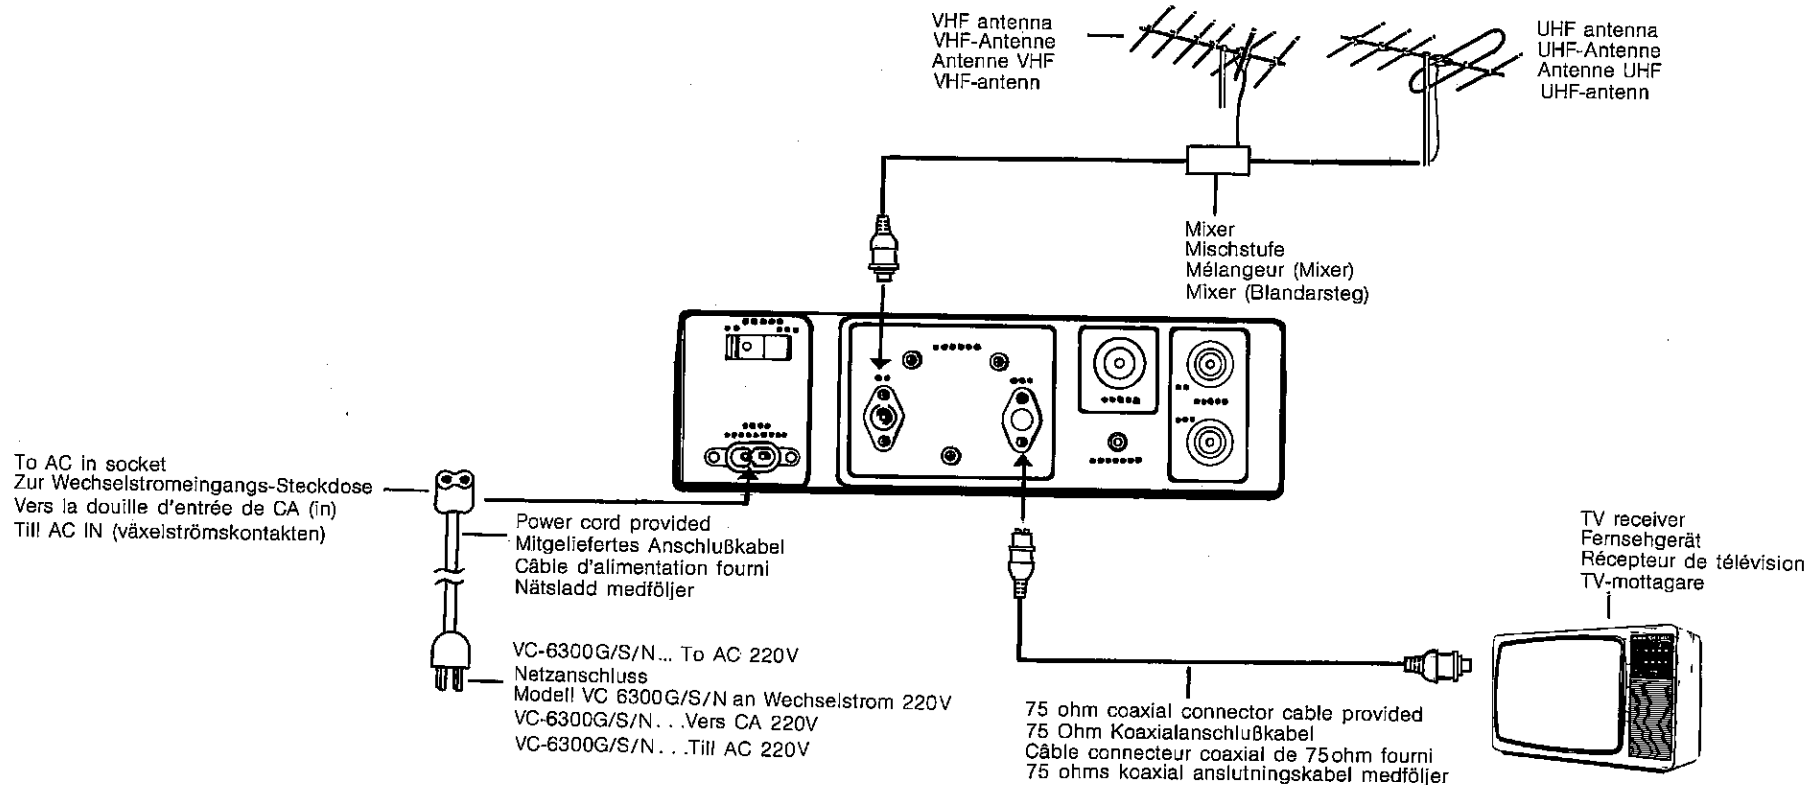 VHF antenna
VHF-Antenne
Antenne VHF
VHF-antenn
UHF antenna
UHF-Antenne
Antenne UHF
UHF-antenn
Mixer
Mischstufe
Mélangeur (Mixer)
Mixer (Blandarsteg)
To AC in socket
Zur Wechselstromeingangs-Steckdose
Vers la douille d'entrée de CA (in)
Till AC IN (växelströmskontakten)
Power cord provided
Mitgeliefertes Anschlußkabel
Câble d'alimentation fourni
Nätsladd medföljer
VC-6300G/S/N... To AC 220V
Netzanschluss
Modell VC 6300G/S/N an Wechselstrom 220V
VC-6300G/S/N...Vers CA 220V
VC-6300G/S/N...Till AC 220V
TV receiver
Fernsehgerät
Récepteur de télévision
TV-mottagare
75 ohm coaxial connector cable provided
75 Ohm Koaxialanschlußkabel
Câble connecteur coaxial de 75ohm fourni
75 ohms koaxial anslutningskabel medföljer